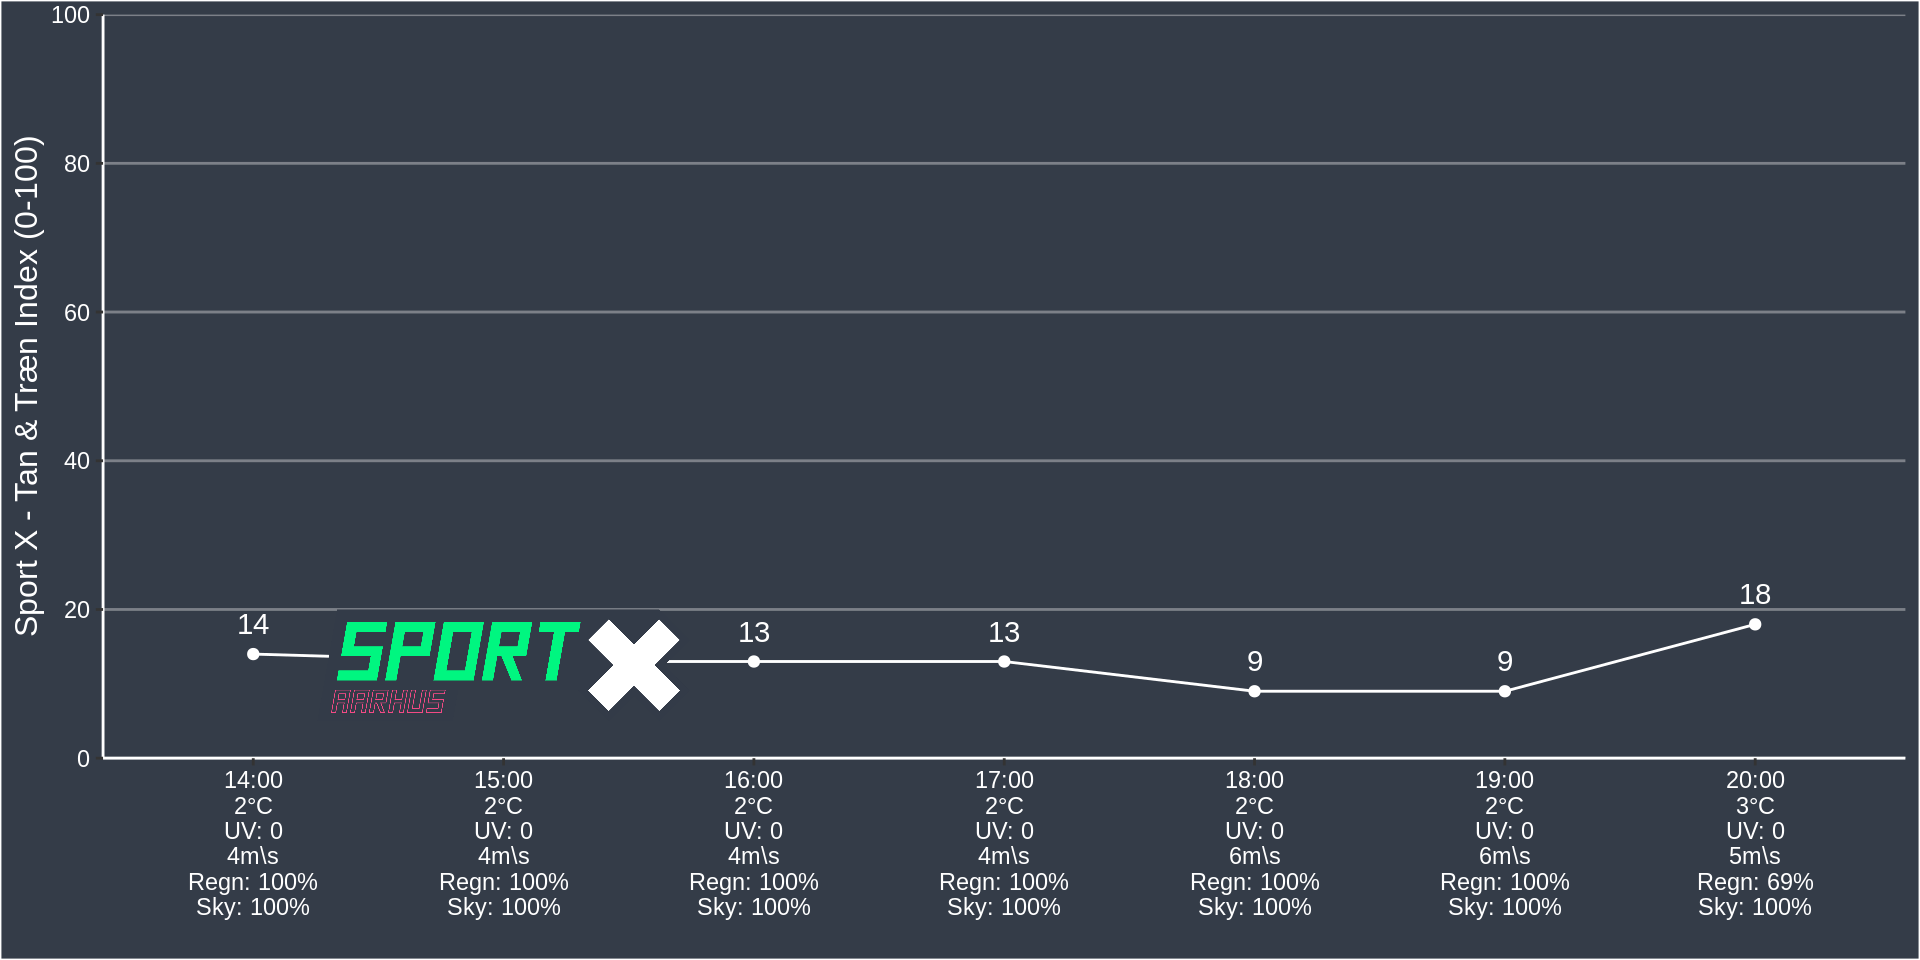 Sport X - Tan & Træn Index (0-100)
100
80
60
40
20
0
14
13
13
9
9
18
SPORT X
AARHUS
14:00 15:00 16:00 17:00 18:00 19:00 20:00
2°C 2°C 2°C 2°C 2°C 2°C 3°C
UV: 0 UV: 0 UV: 0 UV: 0 UV: 0 UV: 0 UV: 0
4m\s 4m\s 4m\s 4m\s 6m\s 6m\s 5m\s
Regn: 100% Regn: 100% Regn: 100% Regn: 100% Regn: 100% Regn: 100% Regn: 69%
Sky: 100% Sky: 100% Sky: 100% Sky: 100% Sky: 100% Sky: 100% Sky: 100%